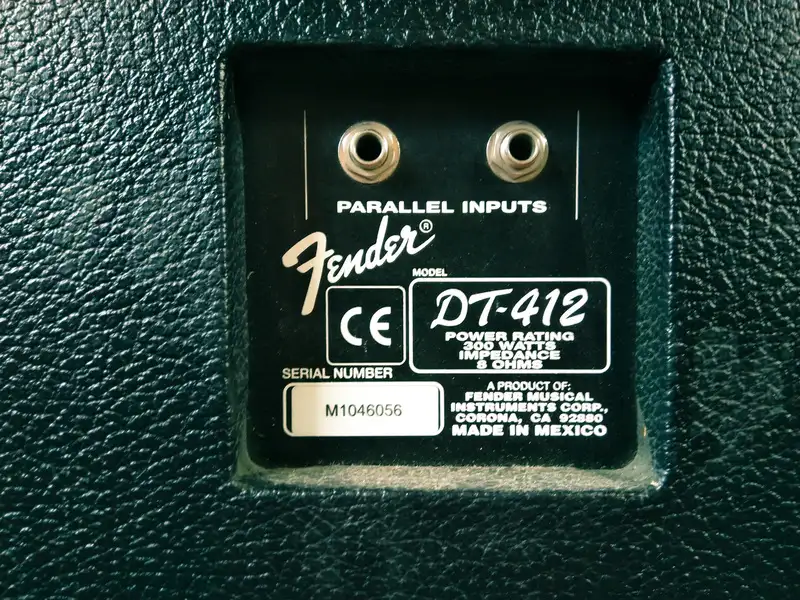 PARALLEL INPUTS
Fender®
MODEL
DT-412
POWER RATING
300 WATTS
IMPEDANCE
8 OHMS
CE
SERIAL NUMBER
M1046056
A PRODUCT OF:
FENDER MUSICAL
INSTRUMENTS CORP.,
CORONA, CA 92880
MADE IN MEXICO